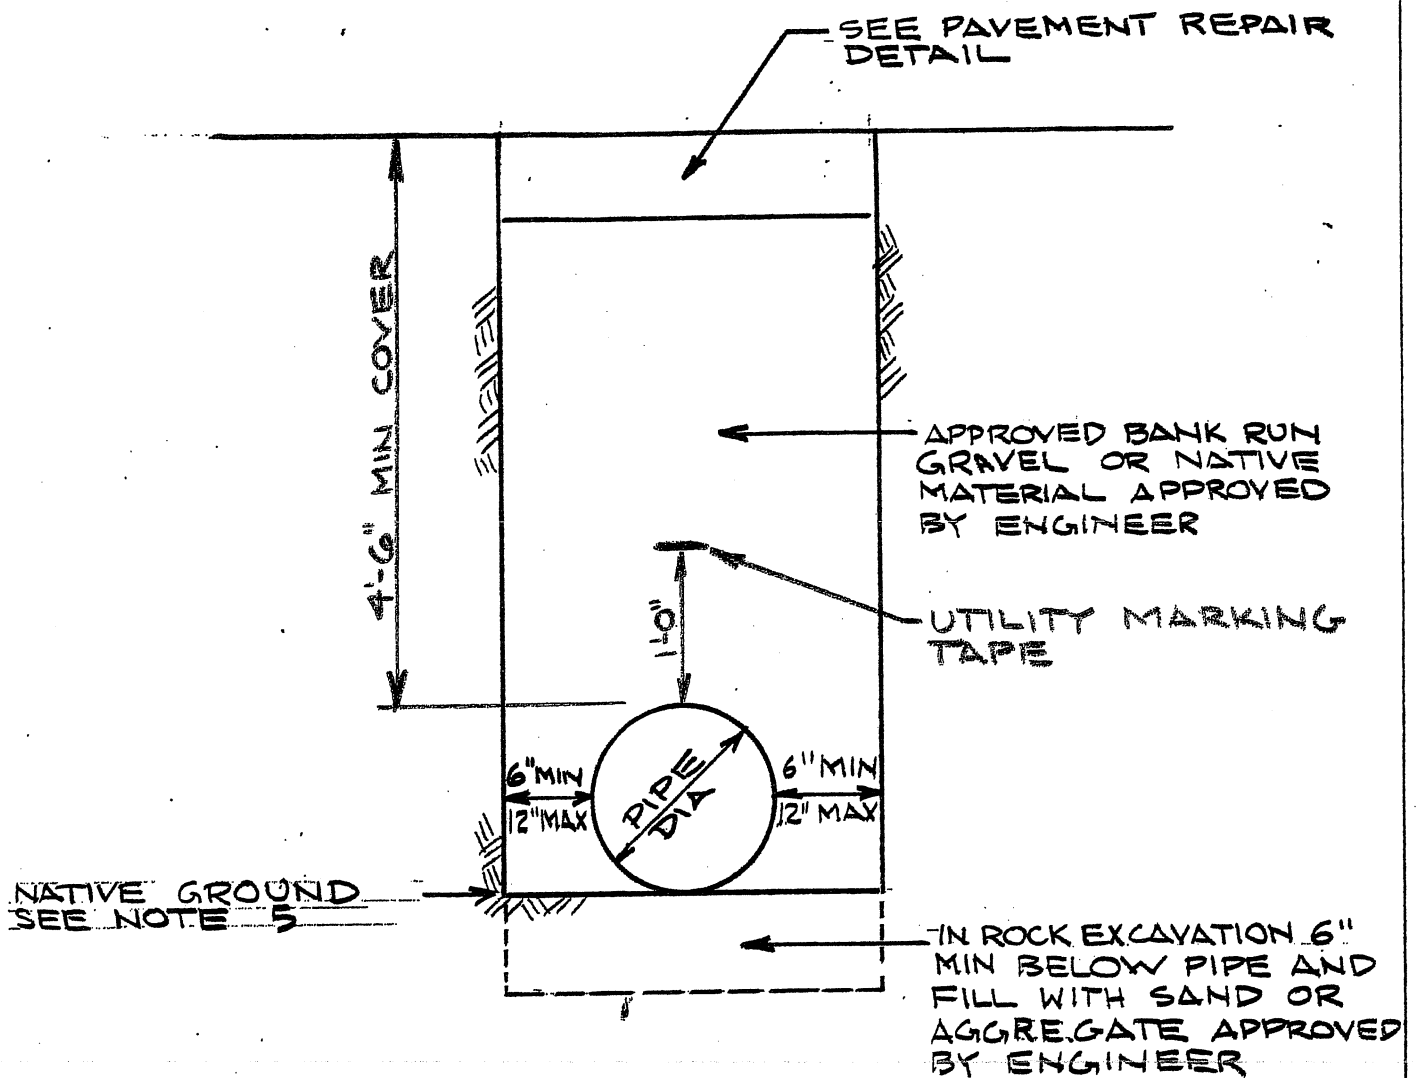 SEE PAVEMENT REPAIR
DETAIL
4'-6" MIN COVER
APPROVED BANK RUN
GRAVEL OR NATIVE
MATERIAL APPROVED
BY ENGINEER
1'-0"
UTILITY MARKING
TAPE
6" MIN
12" MAX
PIPE
DIA
6" MIN
12" MAX
NATIVE GROUND
SEE NOTE 5
IN ROCK EXCAVATION 6"
MIN BELOW PIPE AND
FILL WITH SAND OR
AGGREGATE APPROVED
BY ENGINEER